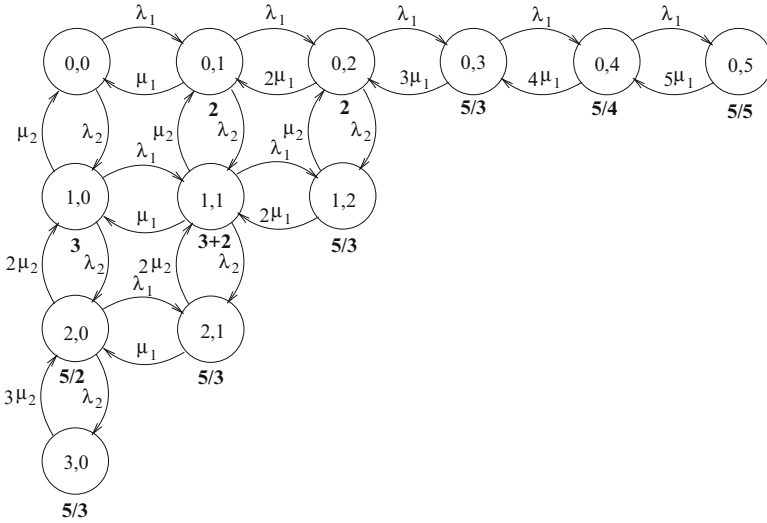 λ1 λ1 λ1 λ1 λ1
0,0 0,1 0,2 0,3 0,4 0,5
μ1 2μ1 3μ1 4μ1 5μ1
2 2 5/3 5/4 5/5
μ2 λ2 μ2 λ2 μ2 λ2
λ1 λ1
1,0 1,1 1,2
μ1 2μ1
3 3+2 5/3
2μ2 λ2 2μ2 λ2
λ1
2,0 2,1
μ1
5/2 5/3
3μ2 λ2
3,0
5/3